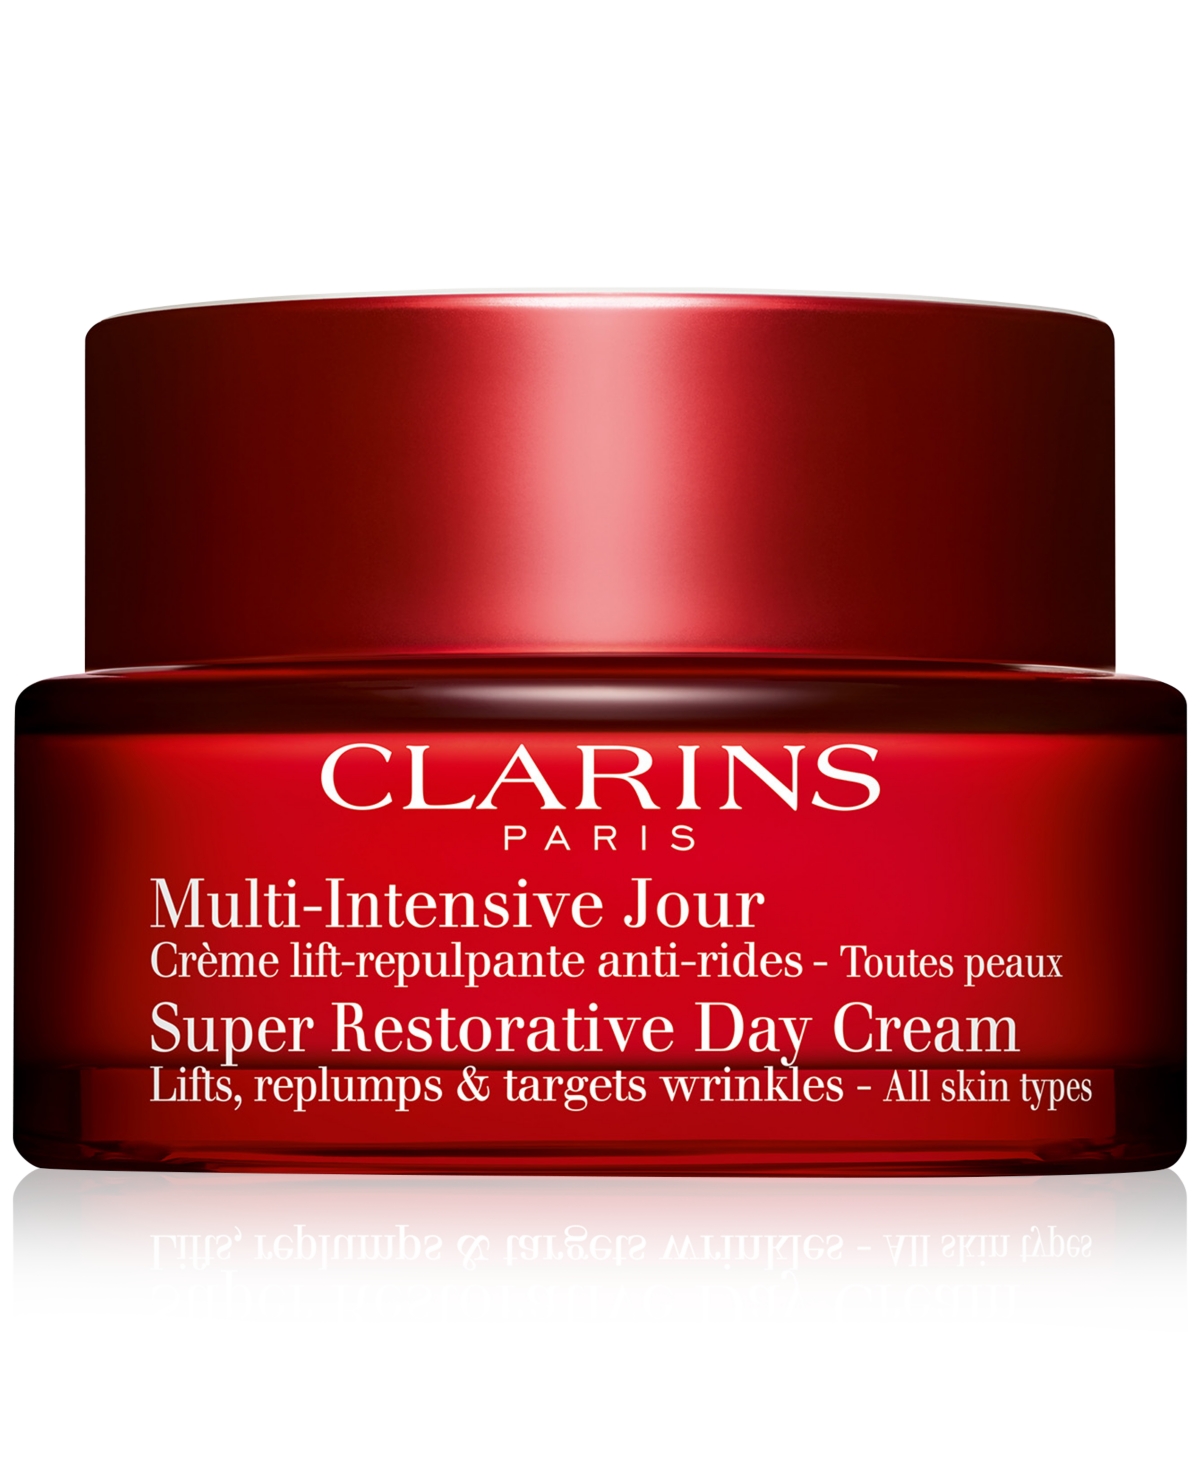 CLARINS
PARIS
Multi-Intensive Jour
Crème lift-repulpante anti-rides - Toutes peaux
Super Restorative Day Cream
Lifts, replumps & targets wrinkles - All skin types